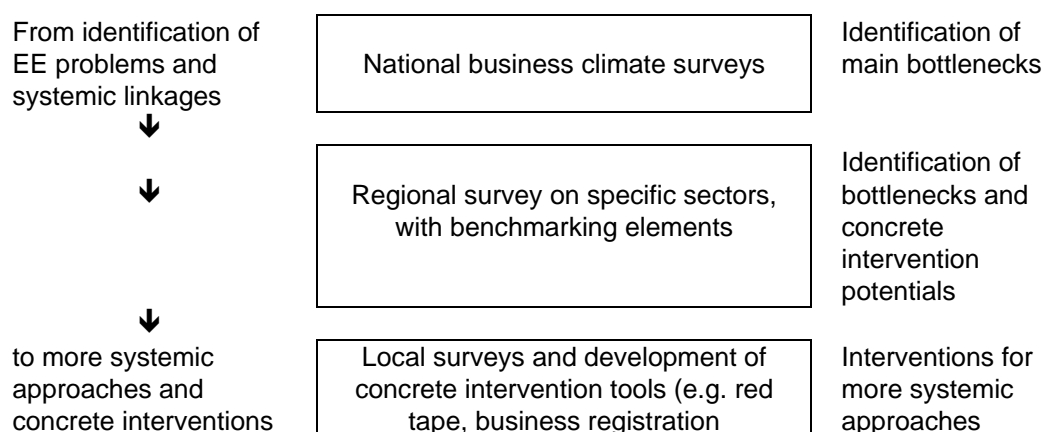 From identification of
EE problems and
systemic linkages
National business climate surveys
Identification of
main bottlenecks
Regional survey on specific sectors,
with benchmarking elements
Identification of
bottlenecks and
concrete
intervention
potentials
to more systemic
approaches and
concrete interventions
Local surveys and development of
concrete intervention tools (e.g. red
tape, business registration
Interventions for
more systemic
approaches